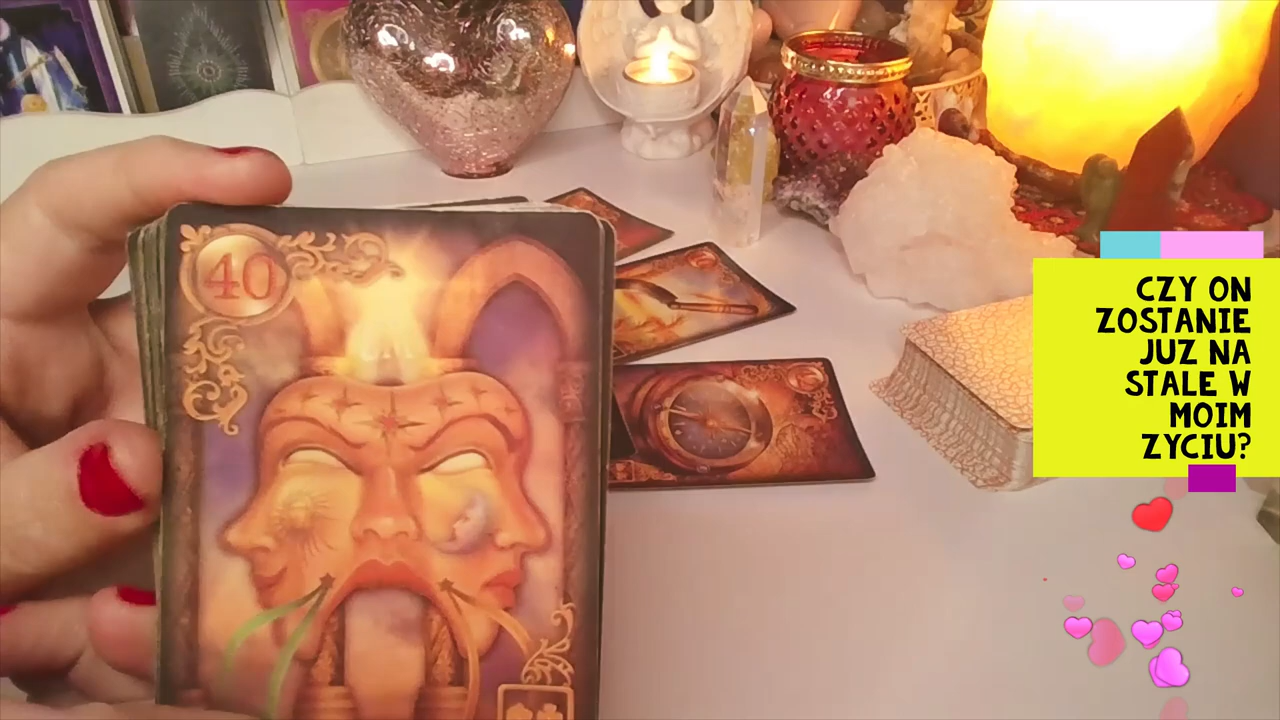 40
CZY ON
ZOSTANIE
JUZ NA
STALE W
MOIM
ZYCIU?